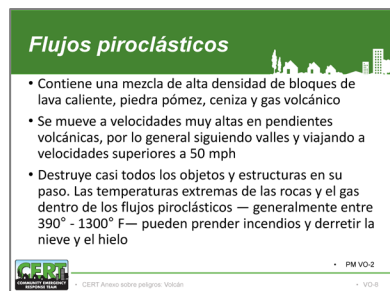 Flujos piroclásticos
• Contiene una mezcla de alta densidad de bloques de
lava caliente, piedra pómez, ceniza y gas volcánico
• Se mueve a velocidades muy altas en pendientes
volcánicas, por lo general siguiendo valles y viajando a
velocidades superiores a 50 mph
• Destruye casi todos los objetos y estructuras en su
paso. Las temperaturas extremas de las rocas y el gas
dentro de los flujos piroclásticos — generalmente entre
390° - 1300° F— pueden prender incendios y derretir la
nieve y el hielo
• PM VO-2
CERT
COMMUNITY EMERGENCY
RESPONSE TEAM
• CERT Anexo sobre peligros: Volcán
• VO-8